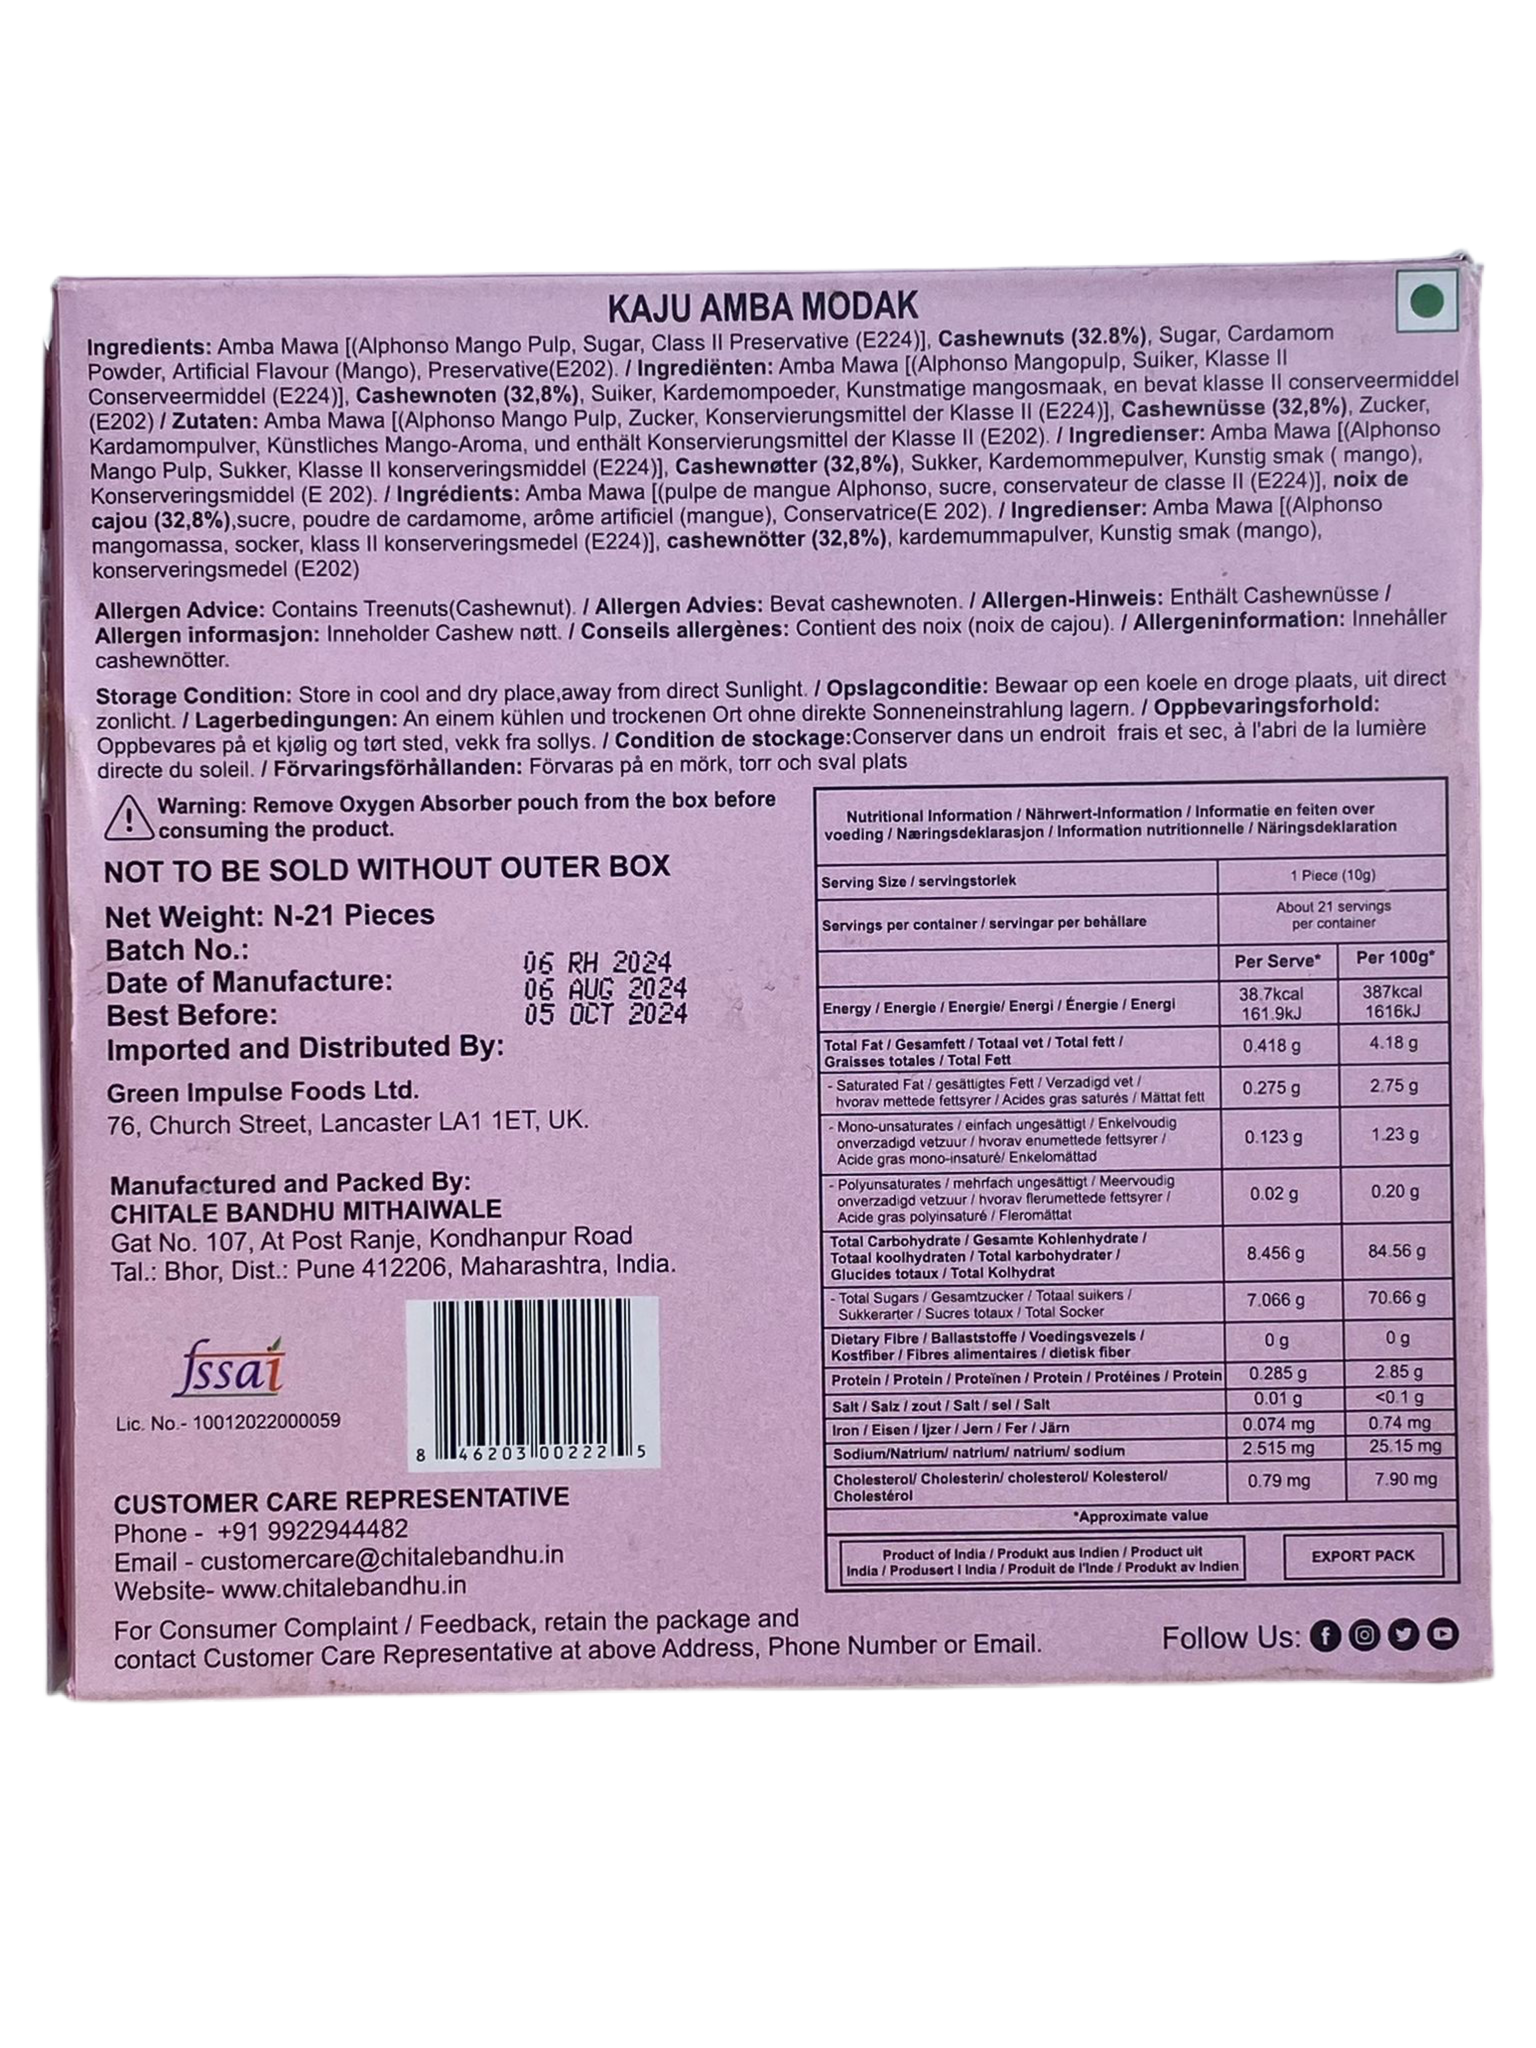 KAJU AMBA MODAK
Ingredients: Amba Mawa [(Alphonso Mango Pulp, Sugar, Class II Preservative (E224)], Cashewnuts (32.8%), Sugar, Cardamom
Powder, Artificial Flavour (Mango), Preservative(E202). / Ingrediënten: Amba Mawa [(Alphonso Mangopulp, Suiker, Klasse II
Conserveermiddel (E224)], Cashewnoten (32,8%), Suiker, Kardemompoeder, Kunstmatige mangosmaak, en bevat klasse II conserveermiddel
(E202) / Zutaten: Amba Mawa [(Alphonso Mango Pulp, Zucker, Konservierungsmittel der Klasse II (E224)], Cashewnüsse (32,8%), Zucker,
Kardamompulver, Künstliches Mango-Aroma, und enthält Konservierungsmittel der Klasse II (E202). / Ingredienser: Amba Mawa [(Alphonso
Mango Pulp, Sukker, Klasse II konserveringsmiddel (E224)], Cashewnøtter (32,8%), Sukker, Kardemommepulver, Kunstig smak ( mango),
Konserveringsmiddel (E 202). / Ingrédients: Amba Mawa [(pulpe de mangue Alphonso, sucre, conservateur de classe II (E224)], noix de
cajou (32,8%),sucre, poudre de cardamome, arôme artificiel (mangue), Conservatrice(E 202). / Ingredienser: Amba Mawa [(Alphonso
mangomassa, socker, klass II konserveringsmedel (E224)], cashewnötter (32,8%), kardemummapulver, Kunstig smak (mango),
konserveringsmedel (E202)
Allergen Advice: Contains Treenuts(Cashewnut). / Allergen Advies: Bevat cashewnoten. / Allergen-Hinweis: Enthält Cashewnüsse /
Allergen informasjon: Inneholder Cashew nøtt. / Conseils allergènes: Contient des noix (noix de cajou). / Allergeninformation: Innehåller
cashewnötter.
Storage Condition: Store in cool and dry place,away from direct Sunlight. / Opslagconditie: Bewaar op een koele en droge plaats, uit direct
zonlicht. / Lagerbedingungen: An einem kühlen und trockenen Ort ohne direkte Sonneneinstrahlung lagern. / Oppbevaringsforhold:
Oppbevares på et kjølig og tørt sted, vekk fra sollys. / Condition de stockage:Conserver dans un endroit frais et sec, à l'abri de la lumière
directe du soleil. / Förvaringsförhållanden: Förvaras på en mörk, torr och sval plats
Warning: Remove Oxygen Absorber pouch from the box before
consuming the product.
NOT TO BE SOLD WITHOUT OUTER BOX
Net Weight: N-21 Pieces
Batch No.: 06 RH 2024
Date of Manufacture: 06 AUG 2024
Best Before: 05 OCT 2024
Imported and Distributed By:
Green Impulse Foods Ltd.
76, Church Street, Lancaster LA1 1ET, UK.
Manufactured and Packed By:
CHITALE BANDHU MITHAIWALE
Gat No. 107, At Post Ranje, Kondhanpur Road
Tal.: Bhor, Dist.: Pune 412206, Maharashtra, India.
fssai
Lic. No.- 10012022000059
8 46203 00222 5
CUSTOMER CARE REPRESENTATIVE
Phone - +91 9922944482
Email - customercare@chitalebandhu.in
Website- www.chitalebandhu.in
For Consumer Complaint / Feedback, retain the package and
contact Customer Care Representative at above Address, Phone Number or Email.
Nutritional Information / Nährwert-Information / Informatie en feiten over
voeding / Næringsdeklarasjon / Information nutritionnelle / Näringsdeklaration
Serving Size / servingstorlek 1 Piece (10g)
Servings per container / servingar per behållare About 21 servings
per container
Per Serve* Per 100g*
Energy / Energie / Energie/ Energi / Énergie / Energi 38.7kcal 387kcal
161.9kJ 1616kJ
Total Fat / Gesamfett / Totaal vet / Total fett /
Graisses totales / Total Fett 0.418 g 4.18 g
- Saturated Fat / gesättigtes Fett / Verzadigd vet /
hvorav mettede fettsyrer / Acides gras saturés / Mättat fett 0.275 g 2.75 g
- Mono-unsaturates / einfach ungesättigt / Enkelvoudig
onverzadigd vetzuur / hvorav enumettede fettsyrer /
Acide gras mono-insaturé/ Enkelomättad 0.123 g 1.23 g
- Polyunsaturates / mehrfach ungesättigt / Meervoudig
onverzadigd vetzuur / hvorav flerumettede fettsyrer /
Acide gras polyinsaturé / Fleromättat 0.02 g 0.20 g
Total Carbohydrate / Gesamte Kohlenhydrate /
Totaal koolhydraten / Total karbohydrater /
Glucides totaux / Total Kolhydrat 8.456 g 84.56 g
- Total Sugars / Gesamtzucker / Totaal suikers /
Sukkerarter / Sucres totaux / Total Socker 7.066 g 70.66 g
Dietary Fibre / Ballaststoffe / Voedingsvezels /
Kostfiber / Fibres alimentaires / dietisk fiber 0 g 0 g
Protein / Protein / Proteïnen / Protein / Protéines / Protein 0.285 g 2.85 g
Salt / Salz / zout / Salt / sel / Salt 0.01 g <0.1 g
Iron / Eisen / Ijzer / Jern / Fer / Järn 0.074 mg 0.74 mg
Sodium/Natrium/ natrium/ natrium/ sodium 2.515 mg 25.15 mg
Cholesterol/ Cholesterin/ cholesterol/ Kolesterol/
Cholestérol 0.79 mg 7.90 mg
*Approximate value
Product of India / Produkt aus Indien / Product uit
India / Produsert i India / Produit de l'Inde / Produkt av Indien
EXPORT PACK
Follow Us: